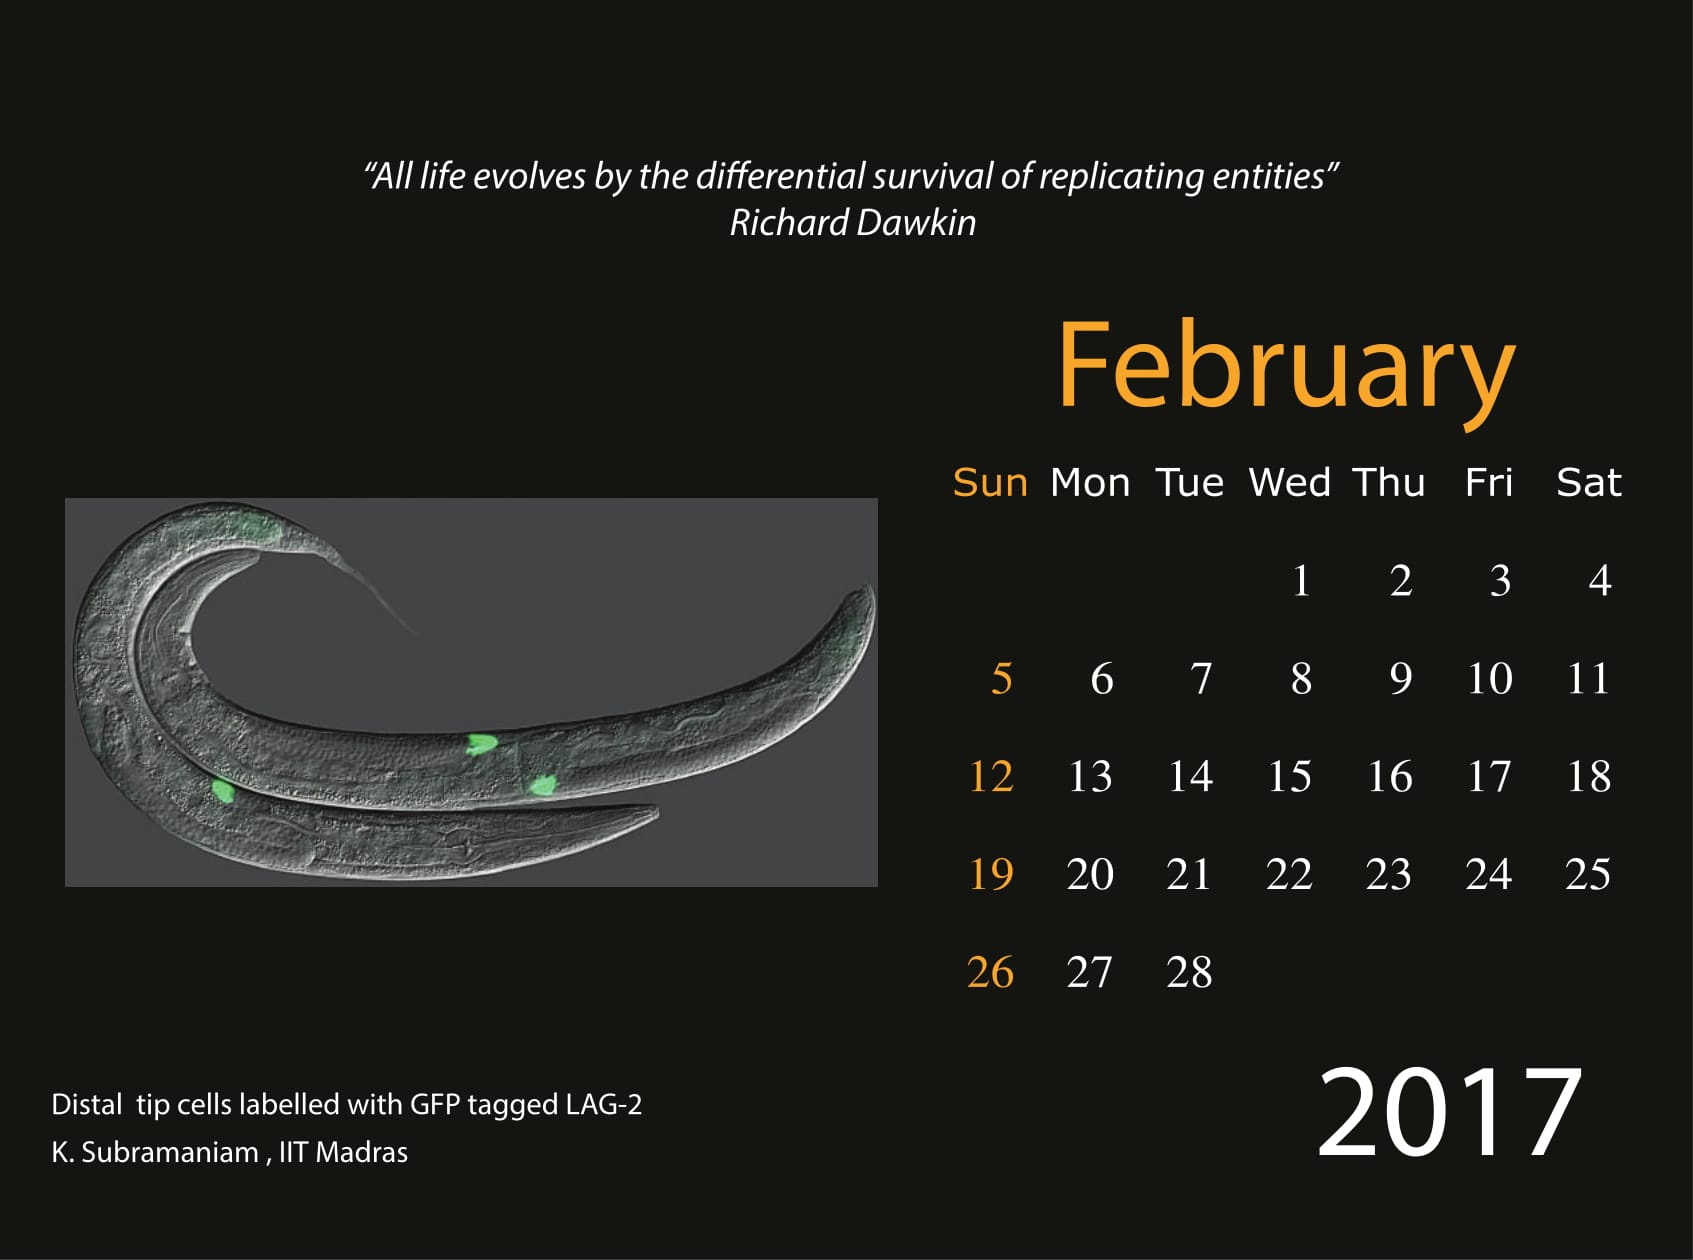 “All life evolves by the differential survival of replicating entities”
Richard Dawkin
February
Sun Mon Tue Wed Thu Fri Sat
1 2 3 4
5 6 7 8 9 10 11
12 13 14 15 16 17 18
19 20 21 22 23 24 25
26 27 28
Distal tip cells labelled with GFP tagged LAG-2
K. Subramaniam , IIT Madras
2017